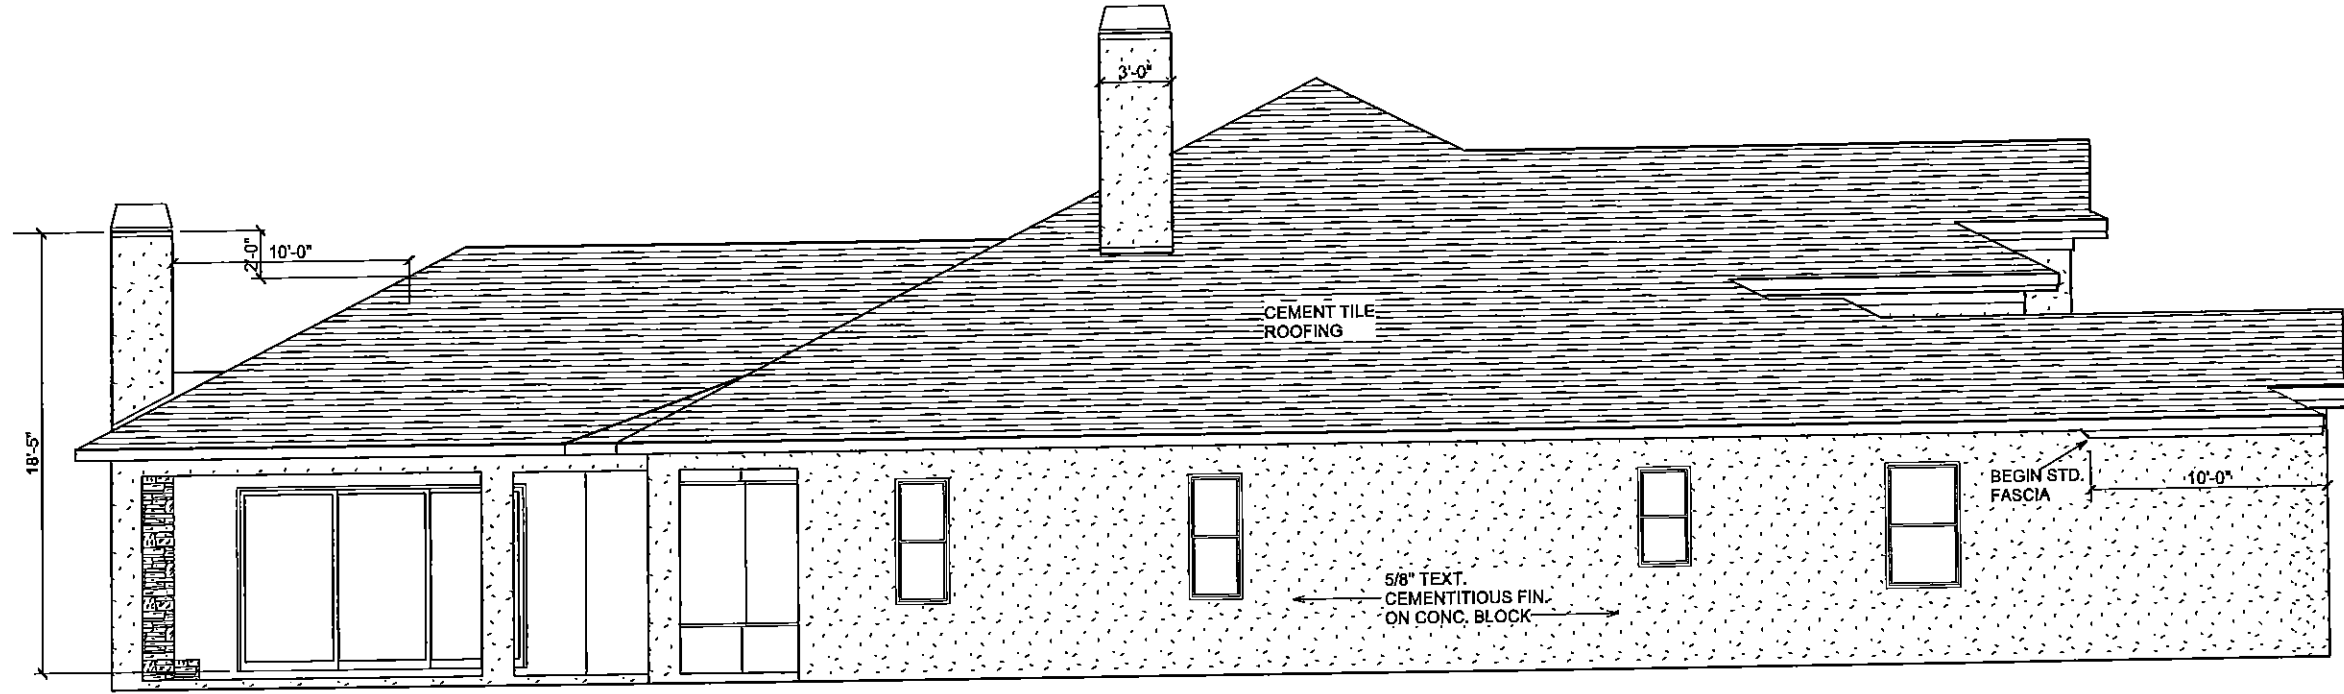 3'-0"
2'-0"
10'-0"
CEMENT TILE
ROOFING
18'-5"
BEGIN STD.
FASCIA
10'-0"
5/8" TEXT.
CEMENTITIOUS FIN.
ON CONC. BLOCK